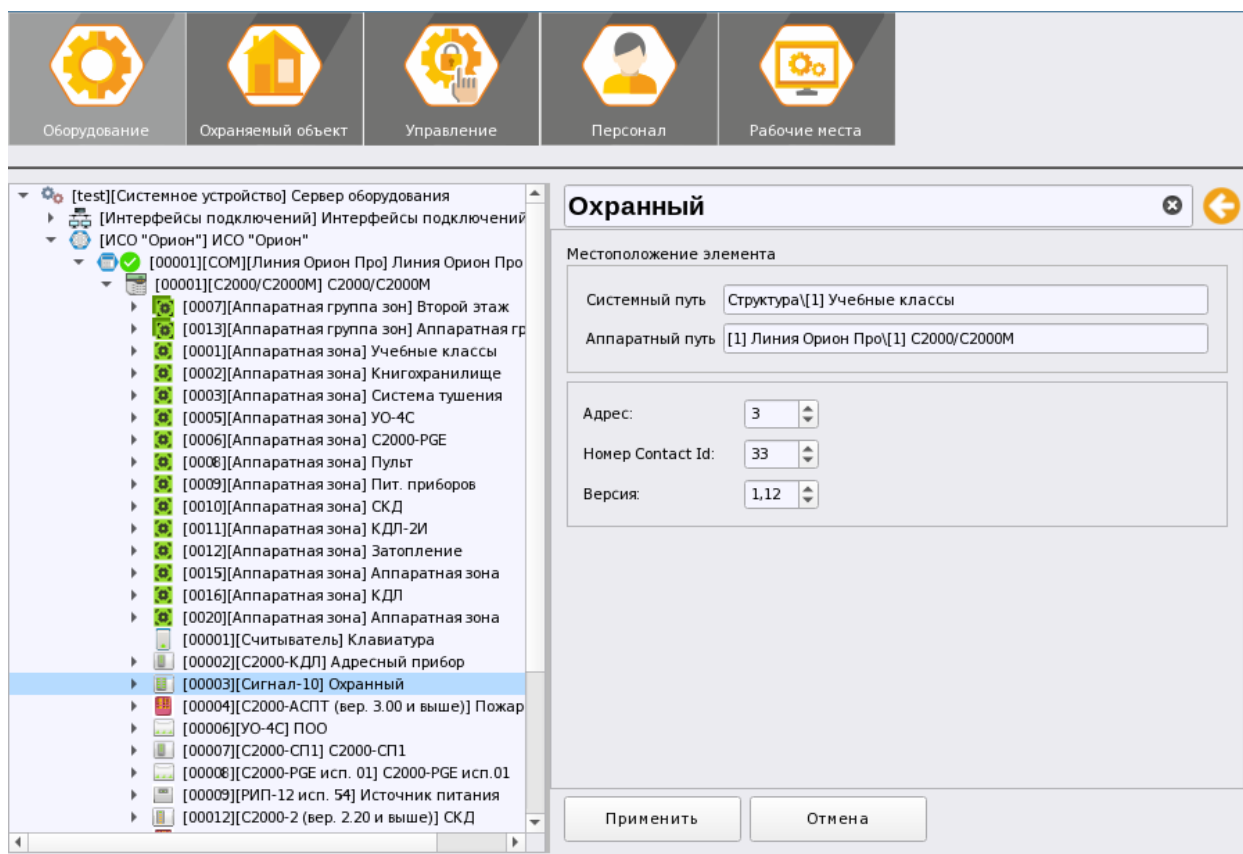 Оборудование
Охраняемый объект
Управление
Персонал
Рабочие места
[test][Системное устройство] Сервер оборудования
[Интерфейсы подключений] Интерфейсы подключений
[ИСО "Орион"] ИСО "Орион"
[00001][COM][Линия Орион Про] Линия Орион Про
[00001][С2000/С2000М] С2000/С2000М
[0007][Аппаратная группа зон] Второй этаж
[0013][Аппаратная группа зон] Аппаратная гр
[0001][Аппаратная зона] Учебные классы
[0002][Аппаратная зона] Книгохранилище
[0003][Аппаратная зона] Система тушения
[0005][Аппаратная зона] УО-4С
[0006][Аппаратная зона] С2000-PGE
[0008][Аппаратная зона] Пульт
[0009][Аппаратная зона] Пит. приборов
[0010][Аппаратная зона] СКД
[0011][Аппаратная зона] КДЛ-2И
[0012][Аппаратная зона] Затопление
[0015][Аппаратная зона] Аппаратная зона
[0016][Аппаратная зона] КДЛ
[0020][Аппаратная зона] Аппаратная зона
[00001][Считыватель] Клавиатура
[00002][С2000-КДЛ] Адресный прибор
[00003][Сигнал-10] Охранный
[00004][С2000-АСПТ (вер. 3.00 и выше)] Пожар
[00006][УО-4С] ПОО
[00007][С2000-СП1] С2000-СП1
[00008][С2000-PGE исп. 01] С2000-PGE исп.01
[00009][РИП-12 исп. 54] Источник питания
[00012][С2000-2 (вер. 2.20 и выше)] СКД
Охранный
Местоположение элемента
Системный путь Структура\[1] Учебные классы
Аппаратный путь [1] Линия Орион Про\[1] С2000/С2000М
Адрес: 3
Номер Contact Id: 33
Версия: 1,12
Применить
Отмена